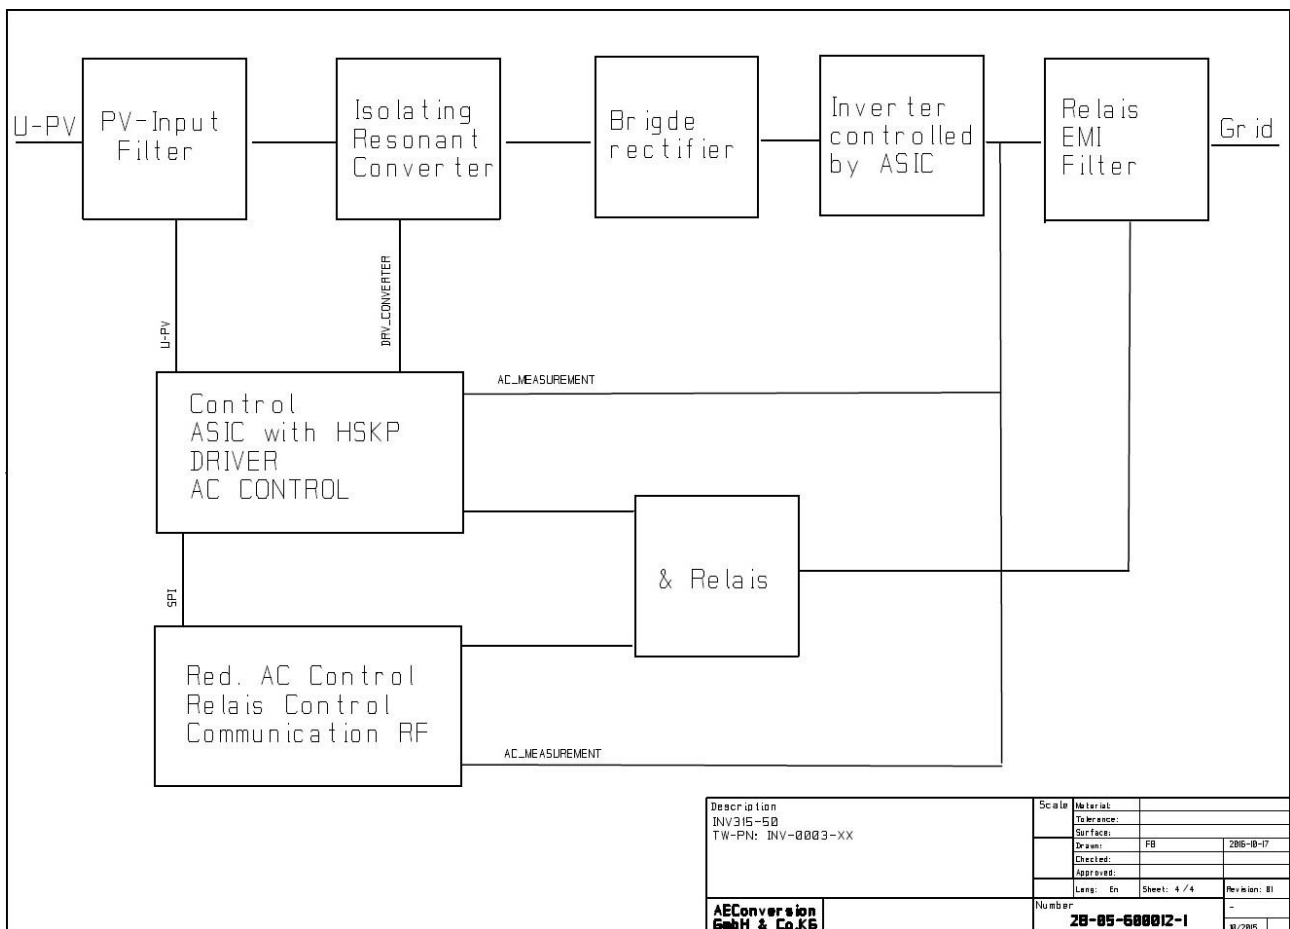 U-PV
PV-Input
Filter
Isolating
Resonant
Converter
Brigde
rectifier
Inverter
controlled
by ASIC
Relais
EMI
Filter
Grid
U-PV
DRV_CONVERTER
AC_MEASUREMENT
Control
ASIC with HSKP
DRIVER
AC CONTROL
& Relais
SPI
Red. AC Control
Relais Control
Communication RF
AC_MEASUREMENT
Description
INV315-50
TW-PN: INV-0003-XX
Scale
Material:
Tolerance:
Surface:
Drawn: FB 2016-10-17
Checked:
Approved:
Lang: En Sheet: 4 / 4 Revision: 01
AEConversion
GmbH & Co.KG
Number
20-05-600012-1
-
10/2015